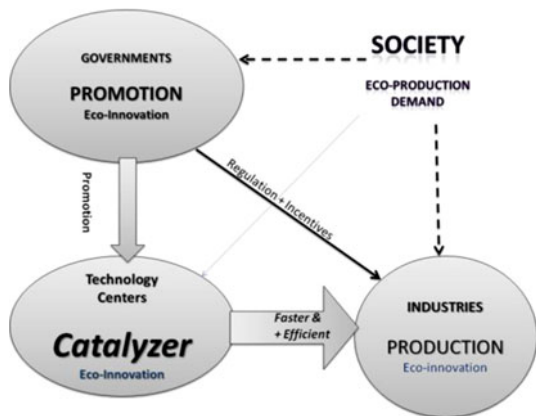 GOVERNMENTS
PROMOTION
Eco-Innovation
SOCIETY
ECO-PRODUCTION
DEMAND
Promotion
Regulation + Incentives
Technology
Centers
Catalyzer
Eco-Innovation
Faster &
+ Efficient
INDUSTRIES
PRODUCTION
Eco-innovation